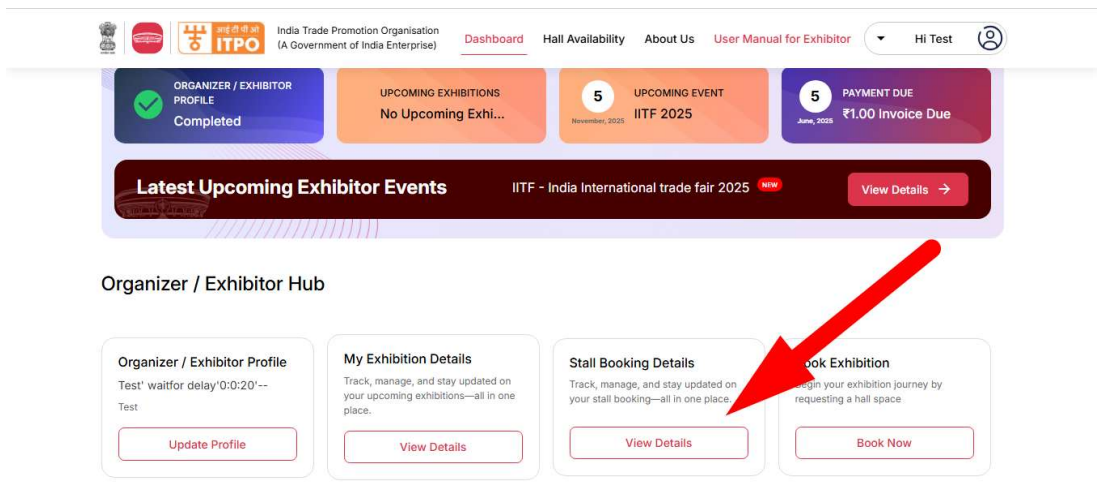 आई टी पी ओ
ITPO
India Trade Promotion Organisation
(A Government of India Enterprise)
Dashboard
Hall Availability
About Us
User Manual for Exhibitor
Hi Test
ORGANIZER / EXHIBITOR
PROFILE
Completed
UPCOMING EXHIBITIONS
No Upcoming Exhi...
5
November, 2025
UPCOMING EVENT
IITF 2025
5
June, 2025
PAYMENT DUE
₹1.00 Invoice Due
Latest Upcoming Exhibitor Events
IITF - India International trade fair 2025
NEW
View Details →
Organizer / Exhibitor Hub
Organizer / Exhibitor Profile
Test' waitfor delay'0:0:20'--
Test
Update Profile
My Exhibition Details
Track, manage, and stay updated on
your upcoming exhibitions—all in one
place.
View Details
Stall Booking Details
Track, manage, and stay updated on
your stall booking—all in one place.
View Details
ook Exhibition
egin your exhibition journey by
requesting a hall space
Book Now